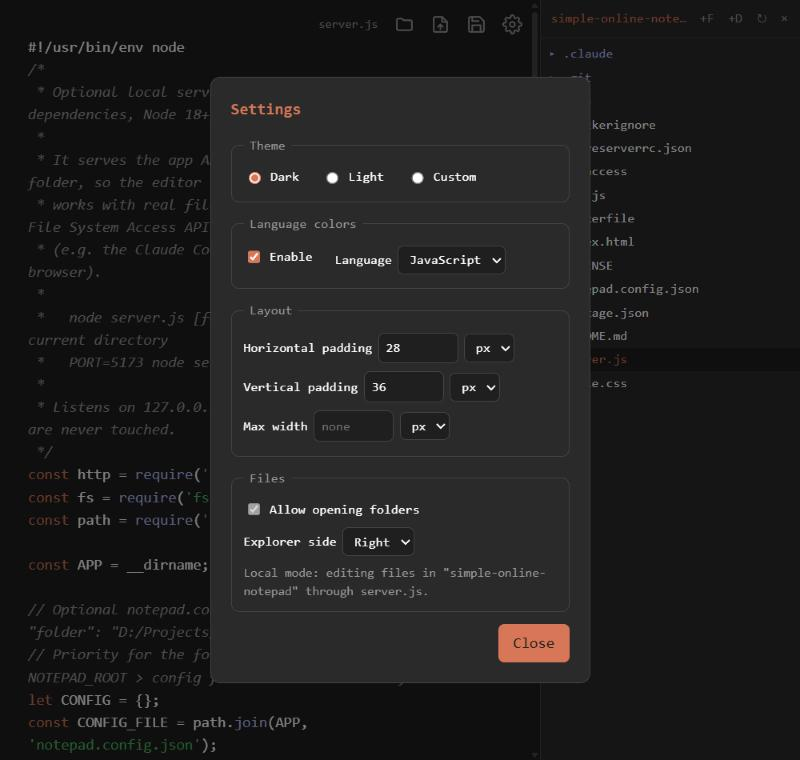 server.js
simple-online-note… +F +D ↻ ×
#!/usr/bin/env node
/*
* Optional local serv
dependencies, Node 18+
*
* It serves the app A
folder, so the editor
* works with real fil
File System Access API
* (e.g. the Claude Co
browser).
*
* node server.js [f
current directory
* PORT=5173 node se
*
* Listens on 127.0.0.
are never touched.
*/
const http = require('
const fs = require('fs
const path = require('
const APP = __dirname;
// Optional notepad.co
"folder": "D:/Projects
// Priority for the fo
NOTEPAD_ROOT > config
let CONFIG = {};
const CONFIG_FILE = path.join(APP,
'notepad.config.json');
Settings
Theme
Dark Light Custom
Language colors
Enable Language JavaScript
Layout
Horizontal padding 28 px
Vertical padding 36 px
Max width none px
Files
Allow opening folders
Explorer side Right
Local mode: editing files in "simple-online-
notepad" through server.js.
Close
▸ .claude
git
kerignore
eserverrc.json
ccess
js
erfile
ex.html
NSE
pad.config.json
age.json
ME.md
er.js
e.css